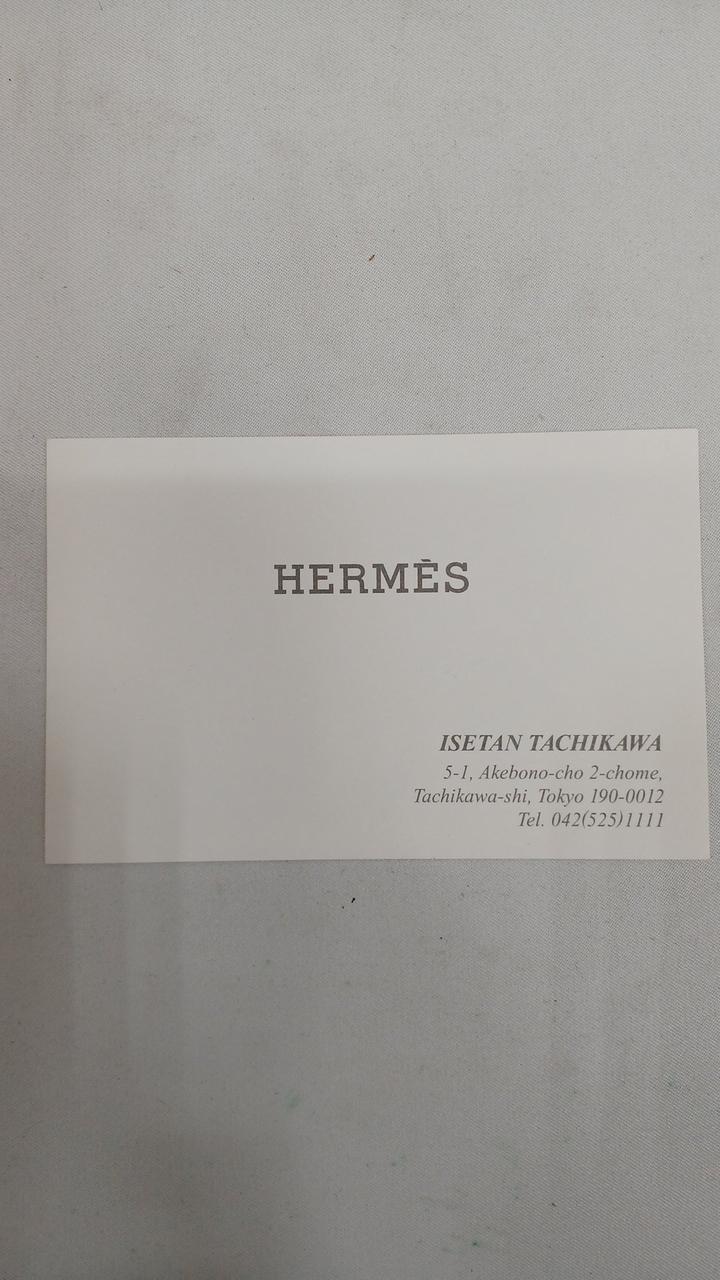 HERMÈS
ISETAN TACHIKAWA
5-1, Akebono-cho 2-chome,
Tachikawa-shi, Tokyo 190-0012
Tel. 042(525)1111